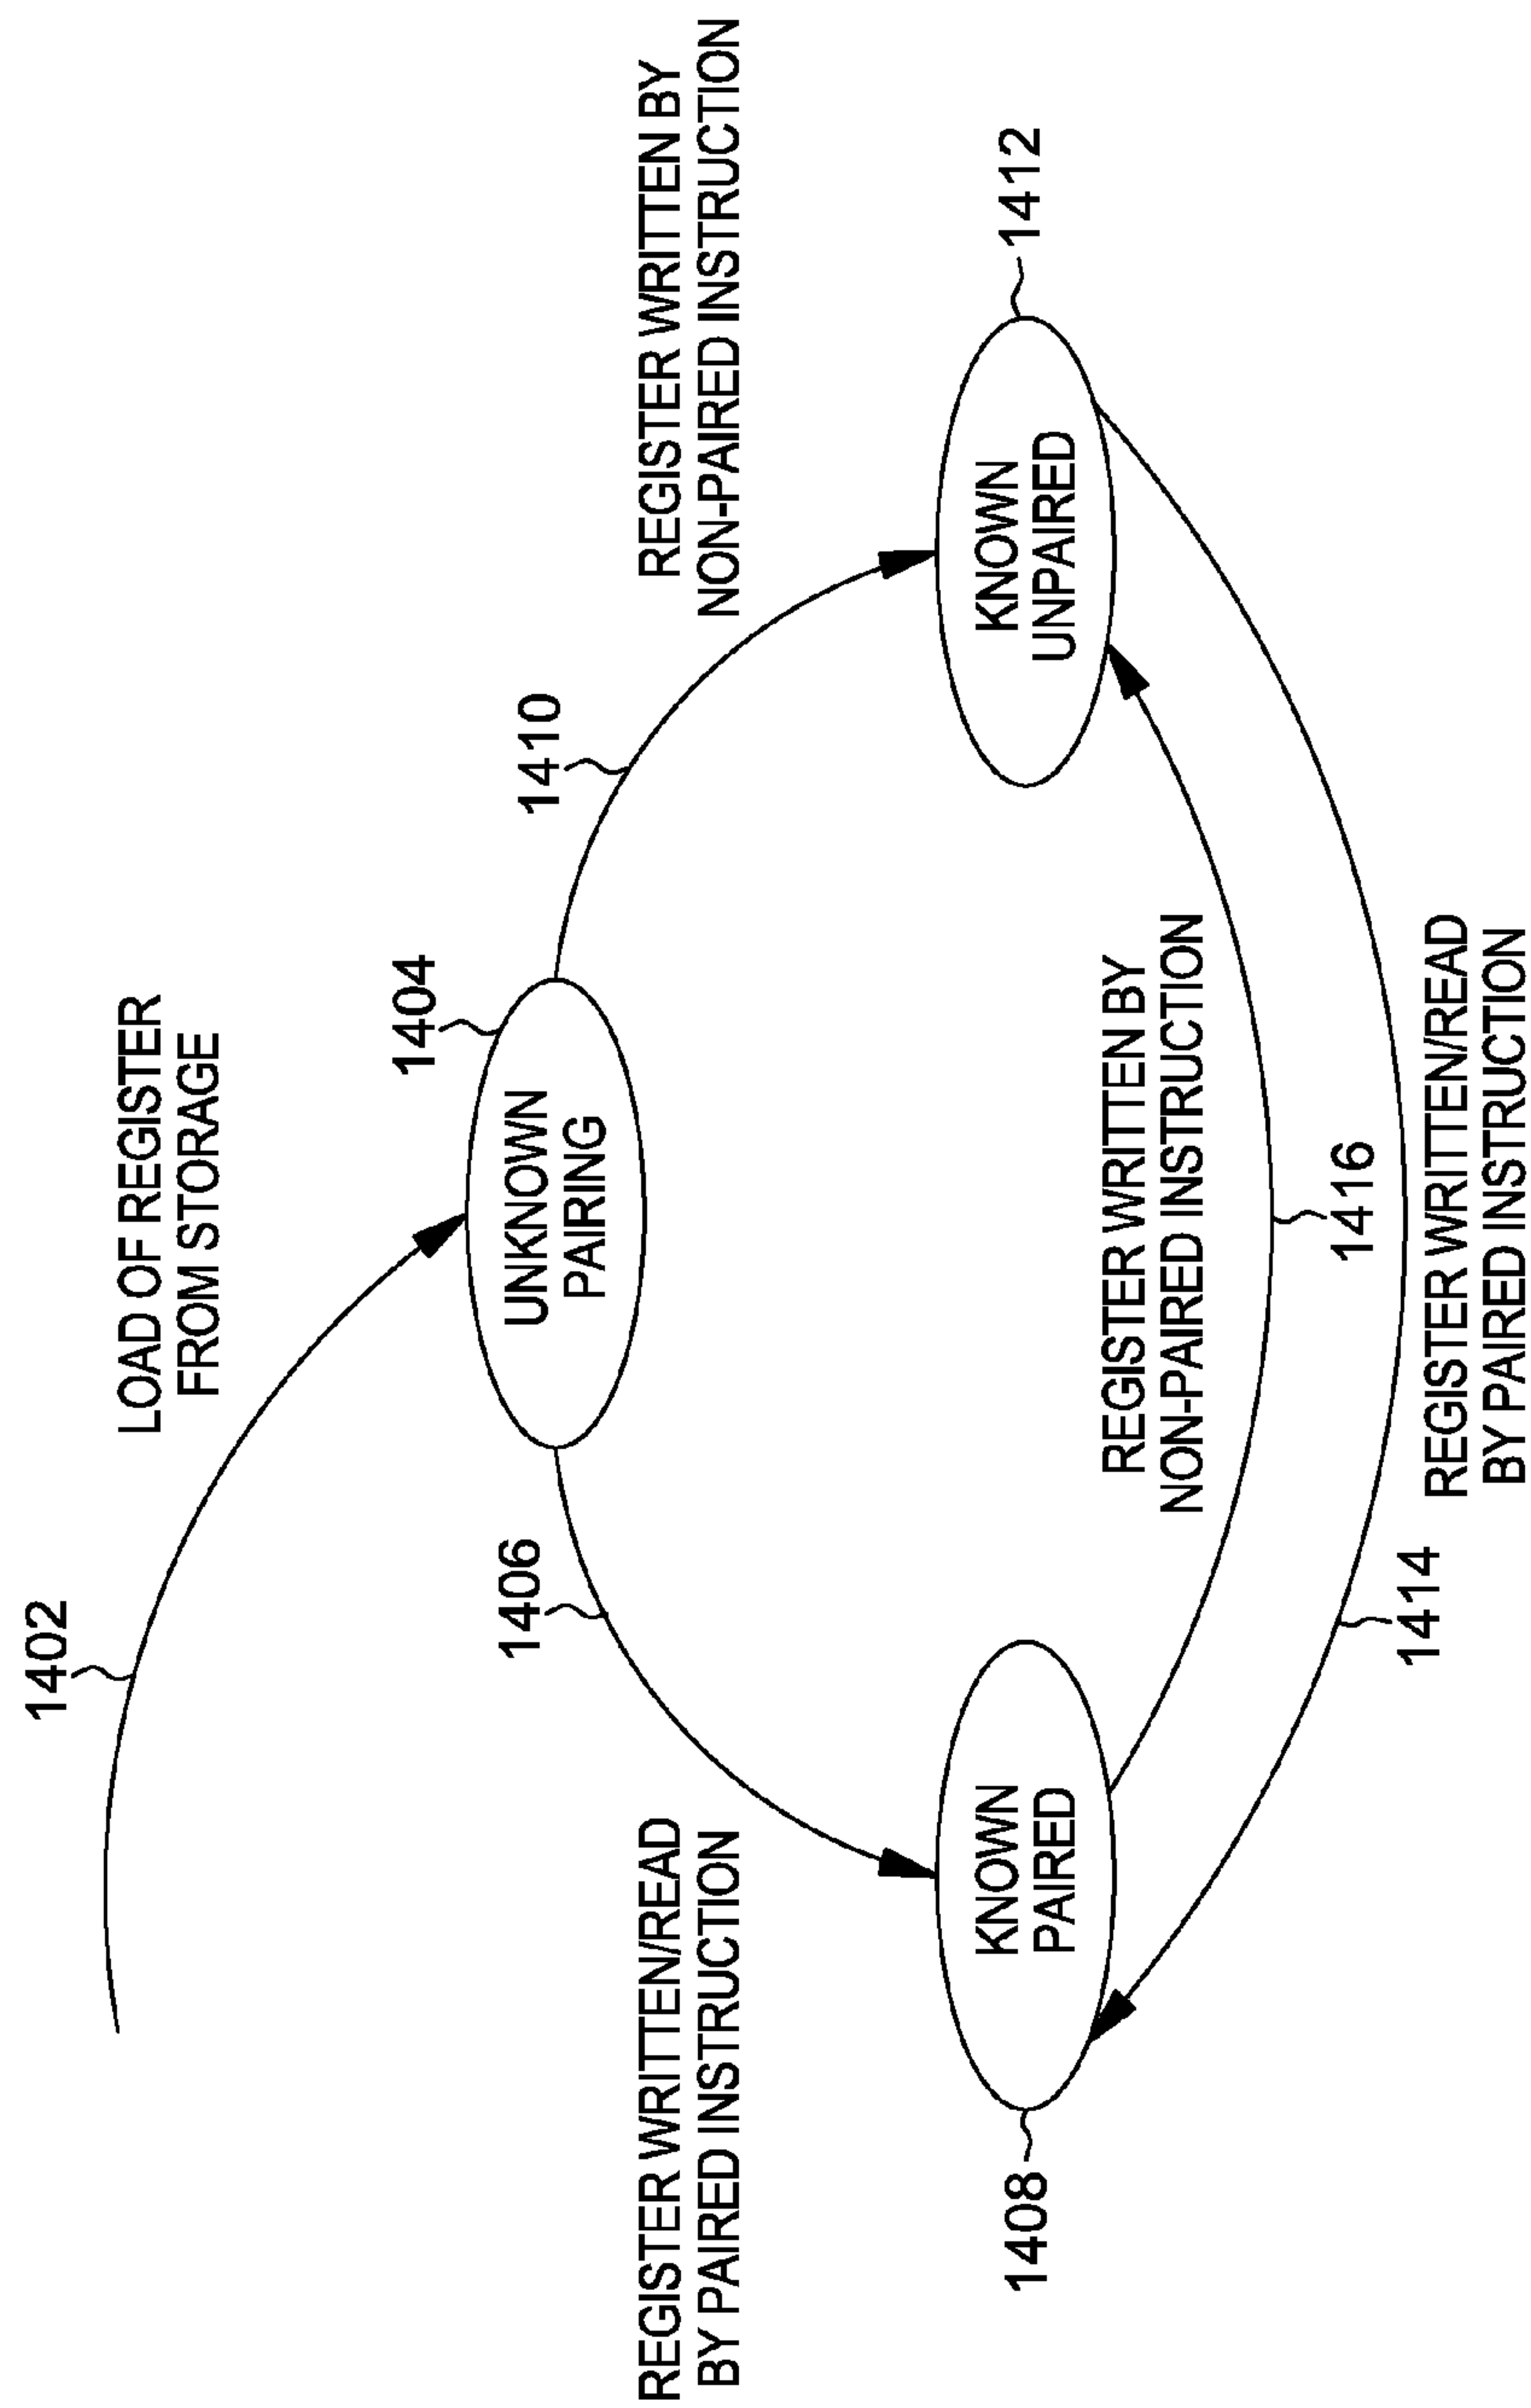 1402
LOAD OF REGISTER
FROM STORAGE
1404
UNKNOWN
PAIRING
1406
1410
REGISTER WRITTEN/READ
BY PAIRED INSTRUCTION
REGISTER WRITTEN BY
NON-PAIRED INSTRUCTION
1408
KNOWN
PAIRED
KNOWN
UNPAIRED
1412
REGISTER WRITTEN BY
NON-PAIRED INSTRUCTION
1416
1414
REGISTER WRITTEN/READ
BY PAIRED INSTRUCTION